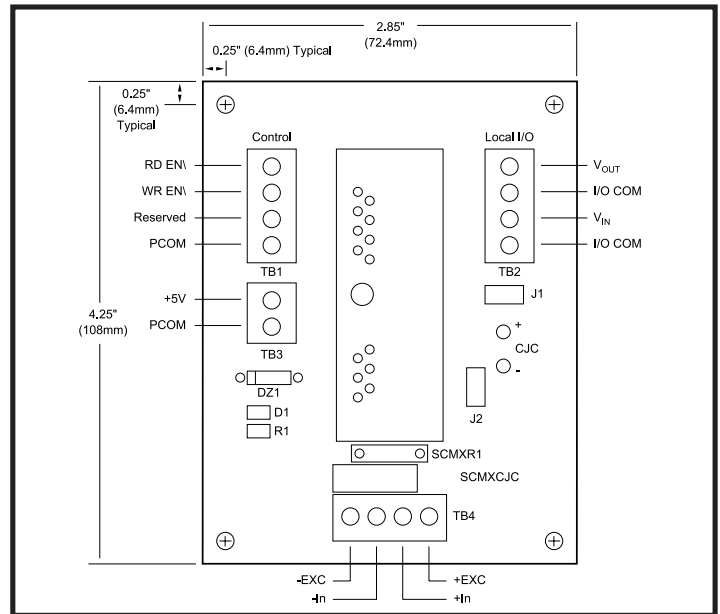 2.85"
(72.4mm)
0.25" (6.4mm) Typical
0.25"
(6.4mm)
Typical
Control
Local I/O
RD EN\
WR EN\
Reserved
PCOM
V_OUT
I/O COM
V_IN
I/O COM
TB1
TB2
+5V
PCOM
J1
4.25"
(108mm)
+
CJC
-
TB3
DZ1
J2
D1
R1
SCMXR1
SCMXCJC
TB4
-EXC
+EXC
-In
+In